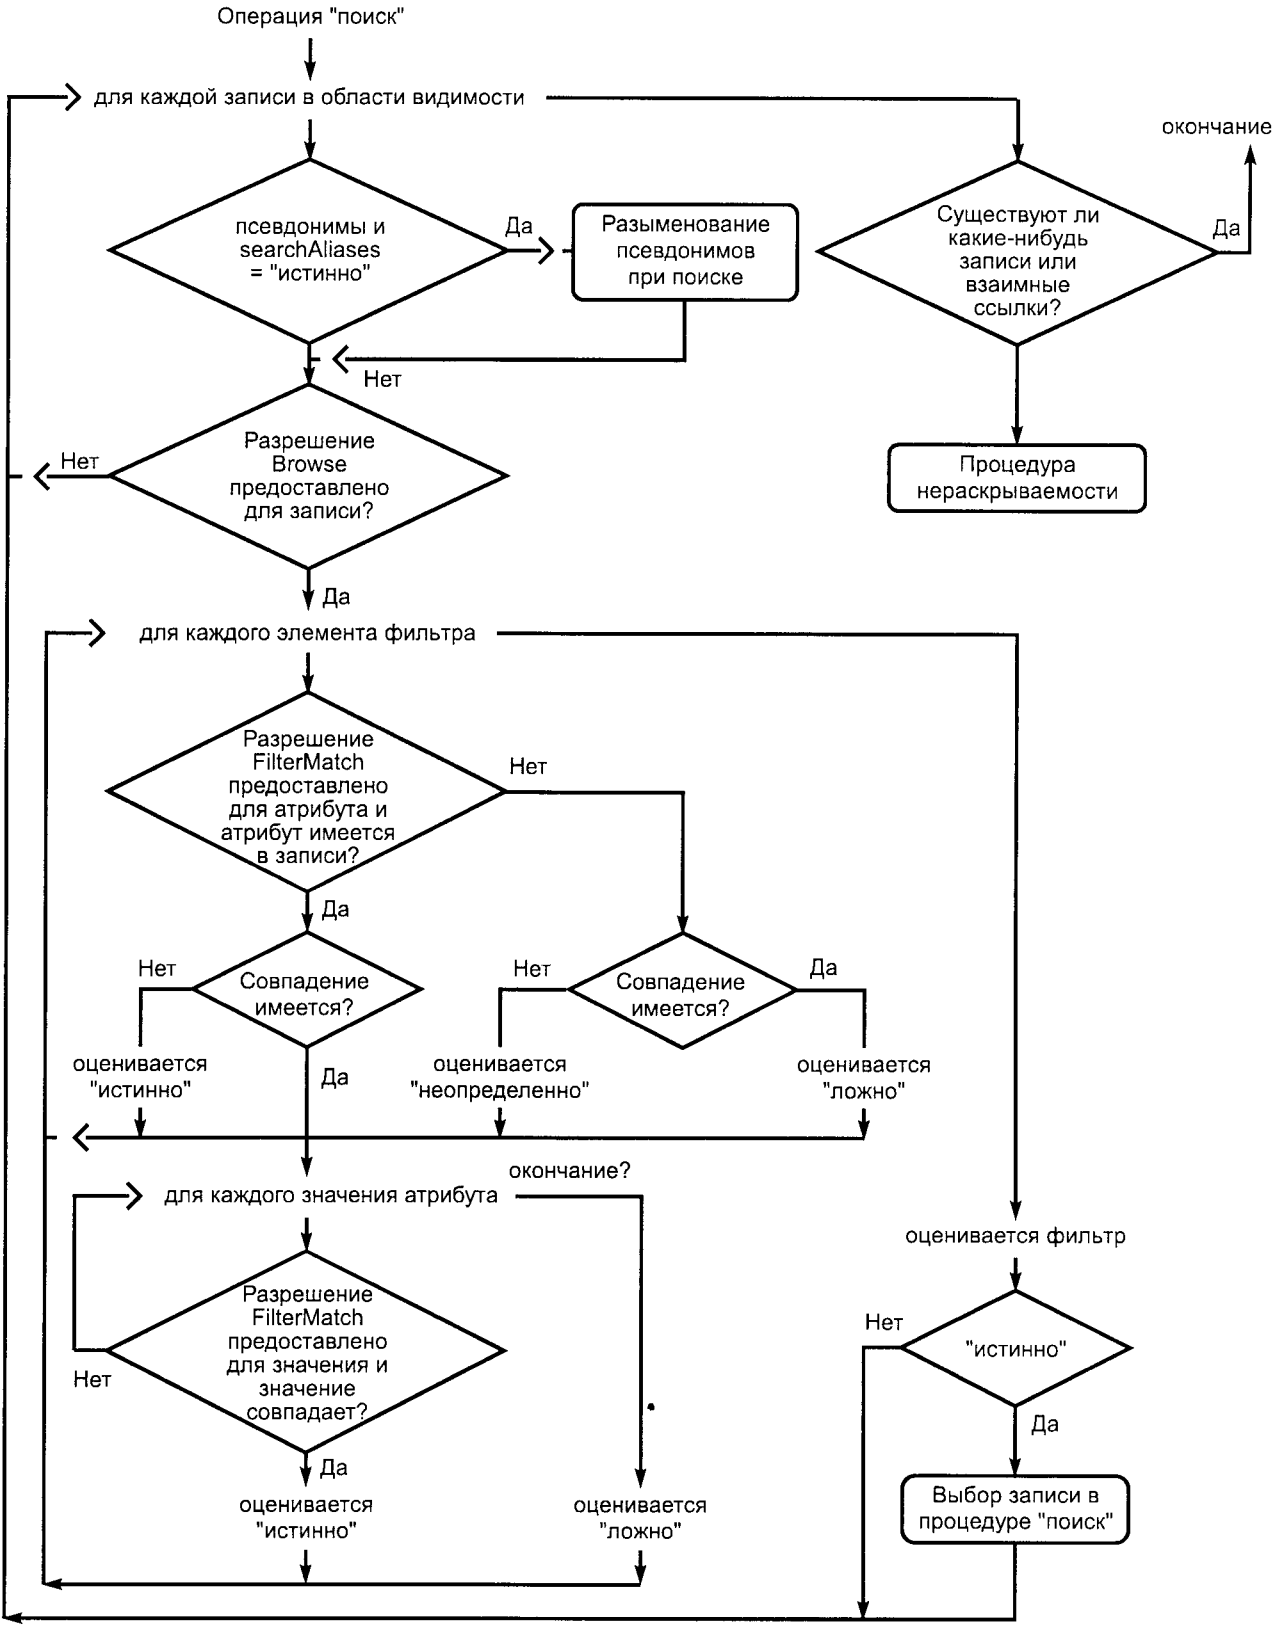 Операция "поиск"
для каждой записи в области видимости
окончание
псевдонимы и
searchAliases
= "истинно"
Да
Разыменование
псевдонимов
при поиске
Существуют ли
какие-нибудь
записи или
взаимные
ссылки?
Да
Нет
Разрешение
Browse
предоставлено
для записи?
Нет
Процедура
нераскрываемости
Да
для каждого элемента фильтра
Разрешение
FilterMatch
предоставлено
для атрибута и
атрибут имеется
в записи?
Нет
Да
Нет
Совпадение
имеется?
Нет
Совпадение
имеется?
Да
оценивается
"истинно"
Да
оценивается
"неопределенно"
оценивается
"ложно"
окончание?
для каждого значения атрибута
оценивается фильтр
Разрешение
FilterMatch
предоставлено
для значения и
значение
совпадает?
Нет
Нет
"истинно"
Да
Да
оценивается
"истинно"
оценивается
"ложно"
Выбор записи в
процедуре "поиск"